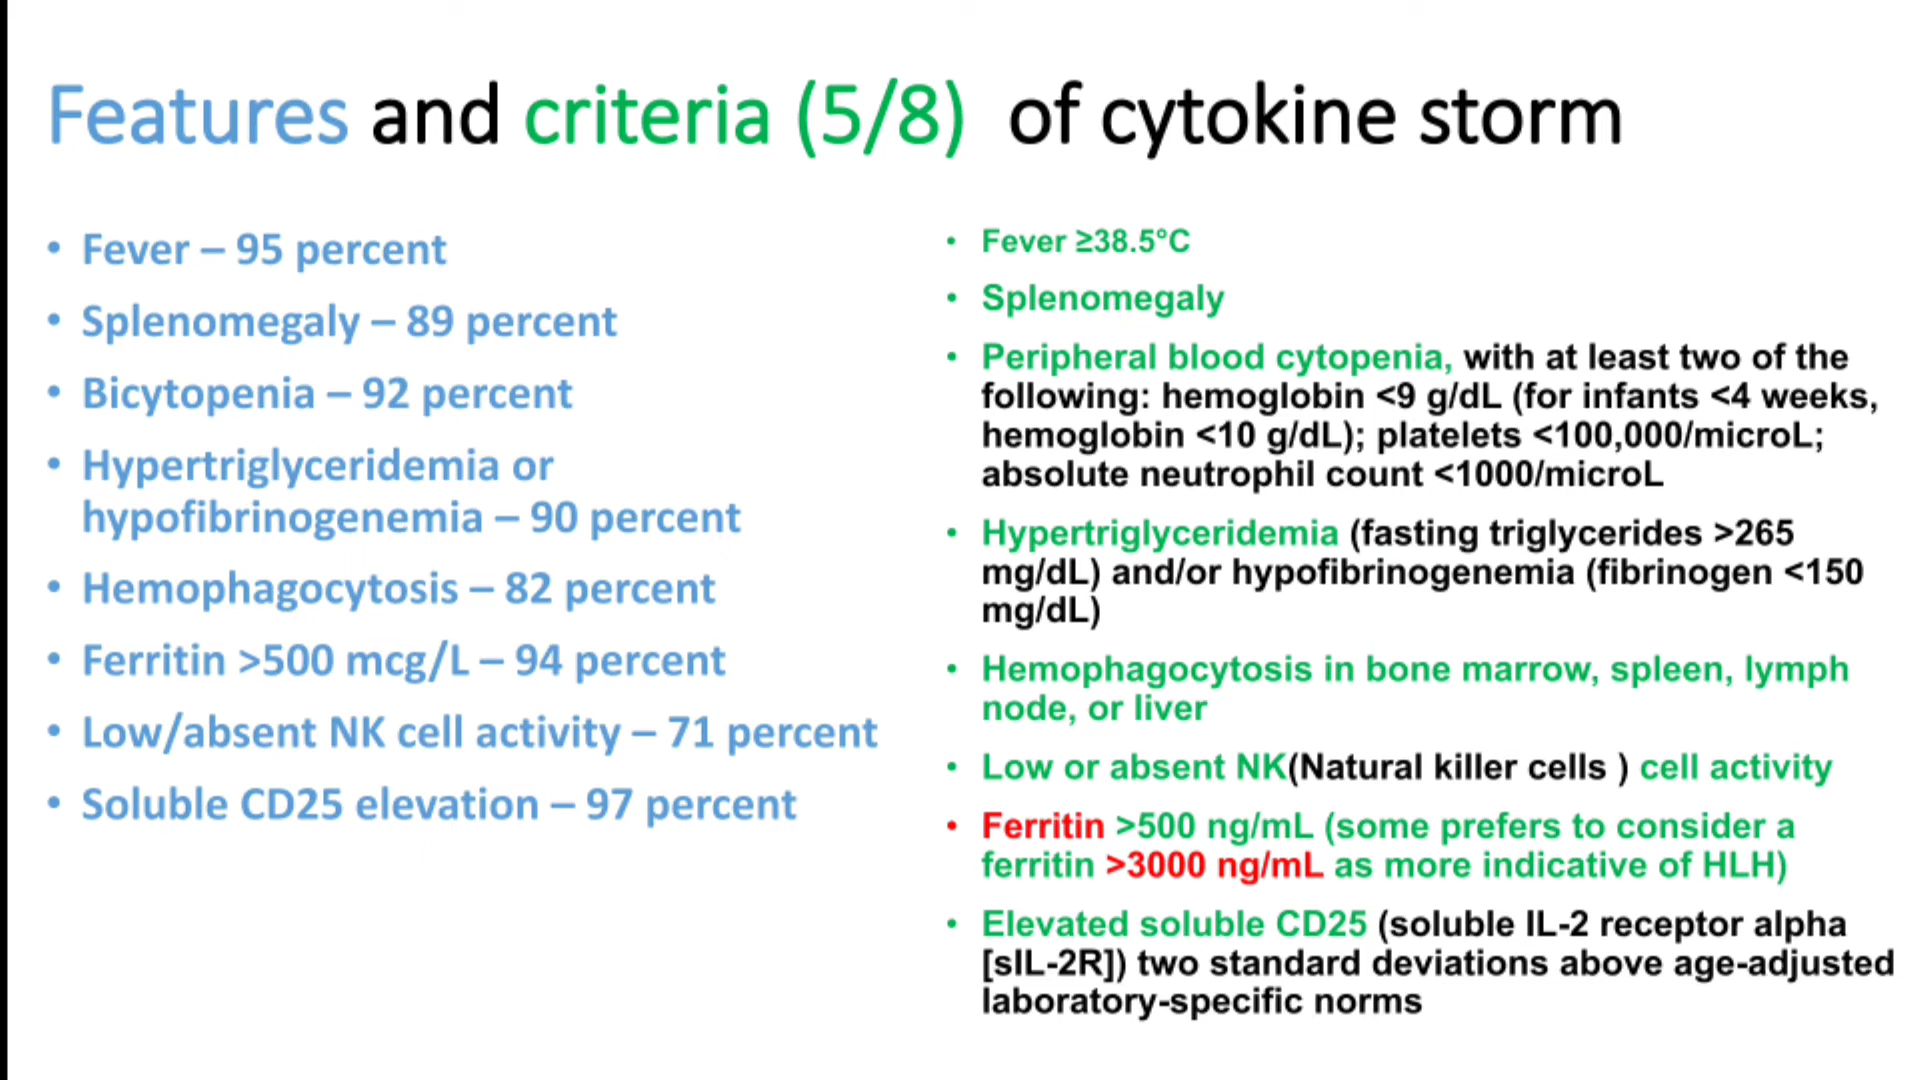 Features and criteria (5/8) of cytokine storm
• Fever – 95 percent
• Splenomegaly – 89 percent
• Bicytopenia – 92 percent
• Hypertriglyceridemia or
hypofibrinogenemia – 90 percent
• Hemophagocytosis – 82 percent
• Ferritin >500 mcg/L – 94 percent
• Low/absent NK cell activity – 71 percent
• Soluble CD25 elevation – 97 percent
• Fever ≥38.5°C
• Splenomegaly
• Peripheral blood cytopenia, with at least two of the
following: hemoglobin <9 g/dL (for infants <4 weeks,
hemoglobin <10 g/dL); platelets <100,000/microL;
absolute neutrophil count <1000/microL
• Hypertriglyceridemia (fasting triglycerides >265
mg/dL) and/or hypofibrinogenemia (fibrinogen <150
mg/dL)
• Hemophagocytosis in bone marrow, spleen, lymph
node, or liver
• Low or absent NK(Natural killer cells ) cell activity
• Ferritin >500 ng/mL (some prefers to consider a
ferritin >3000 ng/mL as more indicative of HLH)
• Elevated soluble CD25 (soluble IL-2 receptor alpha
[sIL-2R]) two standard deviations above age-adjusted
laboratory-specific norms